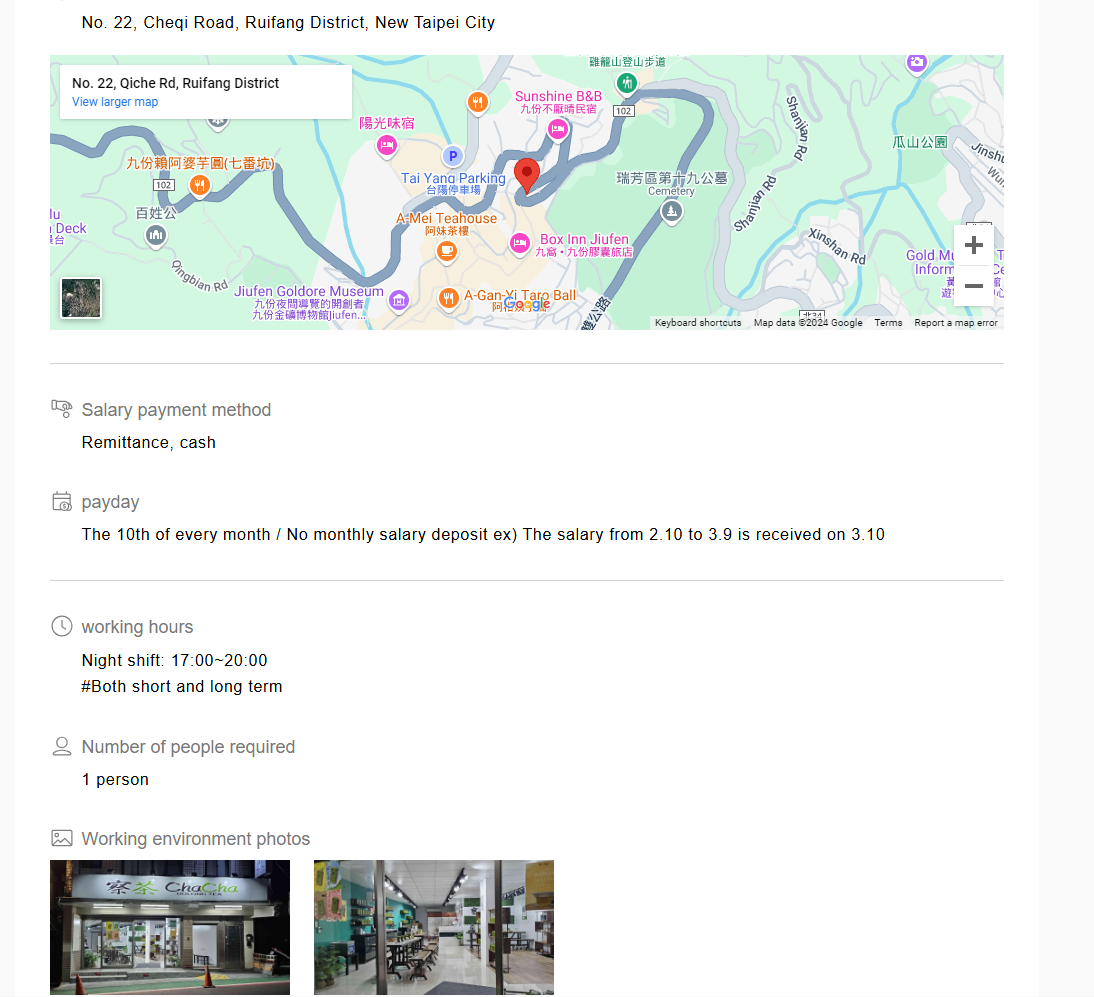 No. 22, Cheqi Road, Ruifang District, New Taipei City
No. 22, Qiche Rd, Ruifang District
View larger map
雞籠山登山步道
Sunshine B&B
九份不厭晴民宿
102
陽光味宿
Shanjian Rd
瓜山公園
Jinshu
P
九份賴阿婆芋圓(七番坑)
Tai Yang Parking
台陽停車場
瑞芳區第十九公墓
Cemetery
102
Shanjian Rd
百姓公
A-Mei Teahouse
阿妹茶樓
Deck
Xinshan Rd
Box Inn Jiufen
九窩・九份膠囊旅店
Gold Mu
Inform
Qingbian Rd
Jiufen Goldore Museum
九份夜間導覽的開創者
九份金礦博物館Jiufen...
A-Gan Yi Taro Ball
Google
北34
Keyboard shortcuts
Map data ©2024 Google
Terms
Report a map error
Salary payment method
Remittance, cash
payday
The 10th of every month / No monthly salary deposit ex) The salary from 2.10 to 3.9 is received on 3.10
working hours
Night shift: 17:00~20:00
#Both short and long term
Number of people required
1 person
Working environment photos
寮茶 ChaCha